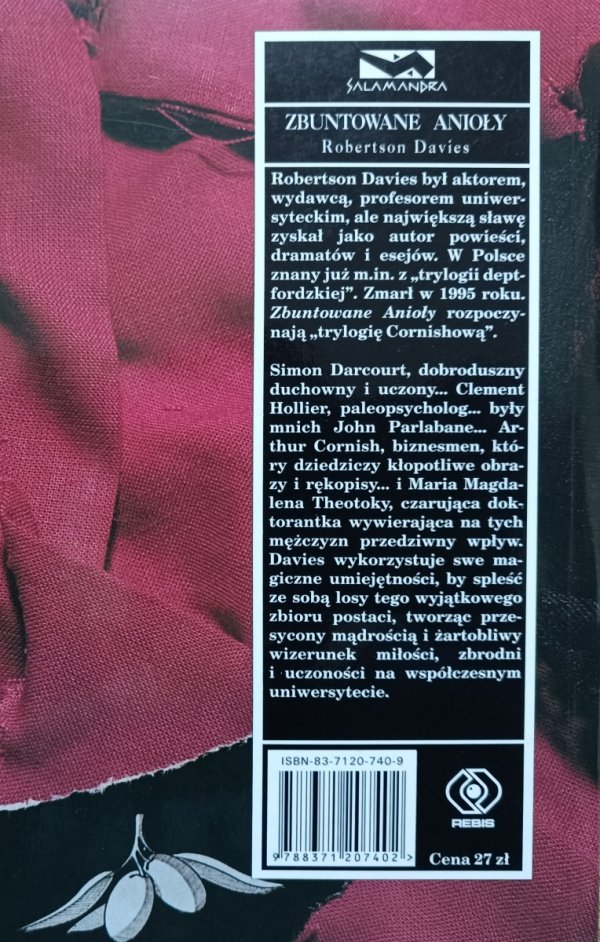 SALAMANDRA
ZBUNTOWANE ANIOŁY
Robertson Davies
Robertson Davies był aktorem,
wydawcą, profesorem uniwer-
syteckim, ale największą sławę
zyskał jako autor powieści,
dramatów i esejów. W Polsce
znany już m.in. z „trylogii dept-
fordzkiej". Zmarł w 1995 roku.
Zbuntowane Anioły rozpoczy-
nają „trylogię Cornishową".
Simon Darcourt, dobroduszny
duchowny i uczony... Clement
Hollier, paleopsycholog... były
mnich John Parlabane... Ar-
thur Cornish, biznesmen, któ-
ry dziedziczy kłopotliwe obra-
zy i rękopisy... i Maria Magda-
lena Theotoky, czarująca dok-
torantka wywierająca na tych
mężczyzn przedziwny wpływ.
Davies wykorzystuje swe ma-
giczne umiejętności, by spleść
ze sobą losy tego wyjątkowego
zbioru postaci, tworząc prze-
sycony mądrością i żartobliwy
wizerunek miłości, zbrodni
i uczoności na współczesnym
uniwersytecie.
ISBN-83-7120-740-9
9788371207402>
REBIS
Cena 27 zł